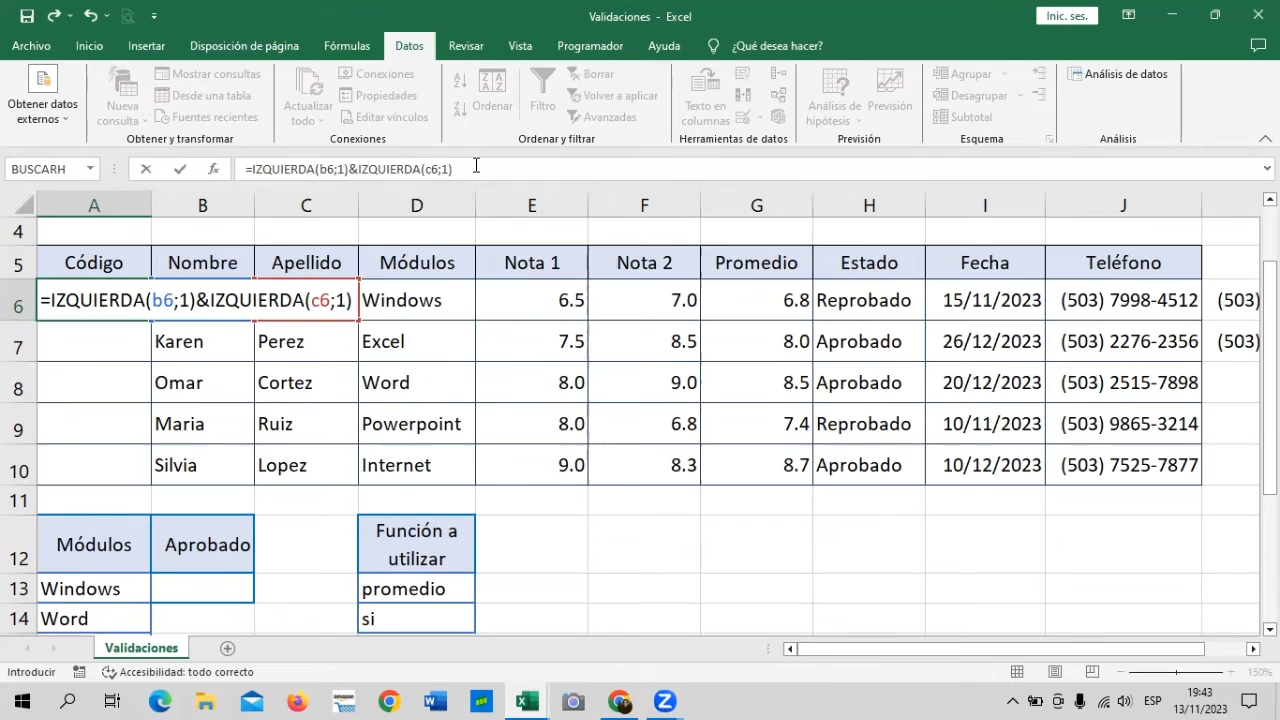 Validaciones - Excel
Inic. ses.
Archivo Inicio Insertar Disposición de página Fórmulas Datos Revisar Vista Programador Ayuda ¿Qué desea hacer?
Obtener datos externos
Nueva consulta
Mostrar consultas
Desde una tabla
Fuentes recientes
Obtener y transformar
Actualizar todo
Conexiones
Propiedades
Editar vínculos
Conexiones
Ordenar
Filtro
Borrar
Volver a aplicar
Avanzadas
Ordenar y filtrar
Texto en columnas
Herramientas de datos
Análisis de hipótesis
Previsión
Previsión
Agrupar
Desagrupar
Subtotal
Esquema
Análisis de datos
Análisis
BUSCARH fx =IZQUIERDA(b6;1)&IZQUIERDA(c6;1)
A B C D E F G H I J
4
5 Código Nombre Apellido Módulos Nota 1 Nota 2 Promedio Estado Fecha Teléfono
6 =IZQUIERDA(b6;1)&IZQUIERDA(c6;1) Windows 6.5 7.0 6.8 Reprobado 15/11/2023 (503) 7998-4512 (503)
7 Karen Perez Excel 7.5 8.5 8.0 Aprobado 26/12/2023 (503) 2276-2356 (503)
8 Omar Cortez Word 8.0 9.0 8.5 Aprobado 20/12/2023 (503) 2515-7898
9 Maria Ruiz Powerpoint 8.0 6.8 7.4 Reprobado 10/11/2023 (503) 9865-3214
10 Silvia Lopez Internet 9.0 8.3 8.7 Aprobado 10/12/2023 (503) 7525-7877
11
12 Módulos Aprobado Función a utilizar
13 Windows promedio
14 Word si
Validaciones
Introducir Accesibilidad: todo correcto 150%
ESP 19:43
13/11/2023